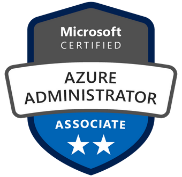 Microsoft
CERTIFIED
AZURE
ADMINISTRATOR
ASSOCIATE